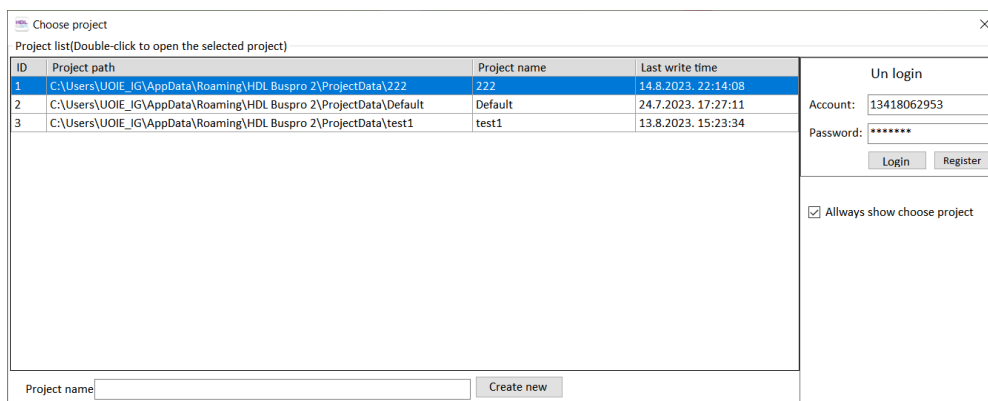 HDL Choose project
Project list(Double-click to open the selected project)
ID Project path Project name Last write time
1 C:\Users\UOIE_IG\AppData\Roaming\HDL Buspro 2\ProjectData\222 222 14.8.2023. 22:14:08
2 C:\Users\UOIE_IG\AppData\Roaming\HDL Buspro 2\ProjectData\Default Default 24.7.2023. 17:27:11
3 C:\Users\UOIE_IG\AppData\Roaming\HDL Buspro 2\ProjectData\test1 test1 13.8.2023. 15:23:34
Un login
Account: 13418062953
Password: *******
Login Register
Allways show choose project
Project name Create new